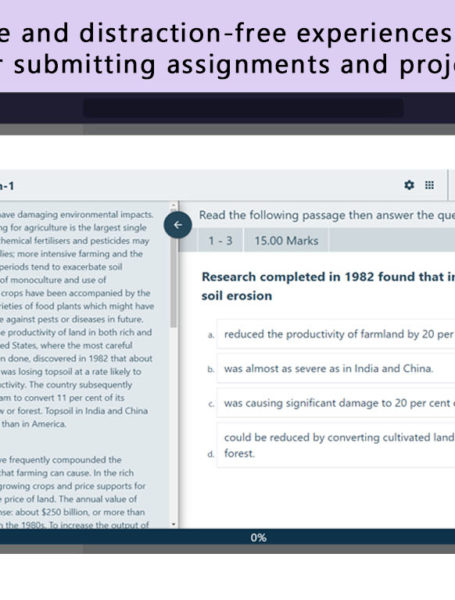 e and distraction-free experiences
r submitting assignments and proj
-1
ave damaging environmental impacts.
ng for agriculture is the largest single
hemical fertilisers and pesticides may
lies; more intensive farming and the
periods tend to exacerbate soil
of monoculture and use of
crops have been accompanied by the
rieties of food plants which might have
e against pests or diseases in future.
e productivity of land in both rich and
ed States, where the most careful
n done, discovered in 1982 that about
was losing topsoil at a rate likely to
ctivity. The country subsequently
am to convert 11 per cent of its
w or forest. Topsoil in India and China
than in America.
ve frequently compounded the
hat farming can cause. In the rich
growing crops and price supports for
e price of land. The annual value of
nse: about $250 billion, or more than
n the 1980s. To increase the output of
Read the following passage then answer the que
1 - 3 15.00 Marks
Research completed in 1982 found that in
soil erosion
a. reduced the productivity of farmland by 20 per
b. was almost as severe as in India and China.
c. was causing significant damage to 20 per cent
could be reduced by converting cultivated land
d. forest.
0%